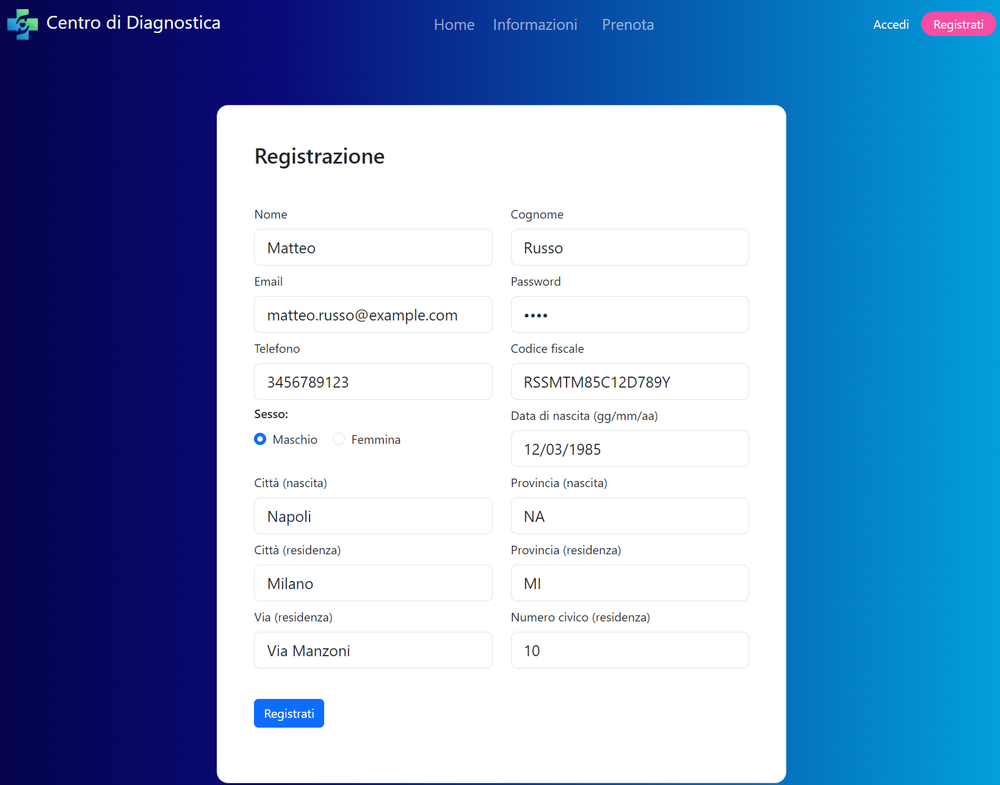 Centro di Diagnostica
Home Informazioni Prenota
Accedi Registrati
Registrazione
Nome Cognome
Matteo Russo
Email Password
matteo.russo@example.com ••••
Telefono Codice fiscale
3456789123 RSSMTM85C12D789Y
Sesso: Data di nascita (gg/mm/aa)
Maschio Femmina 12/03/1985
Città (nascita) Provincia (nascita)
Napoli NA
Città (residenza) Provincia (residenza)
Milano MI
Via (residenza) Numero civico (residenza)
Via Manzoni 10
Registrati